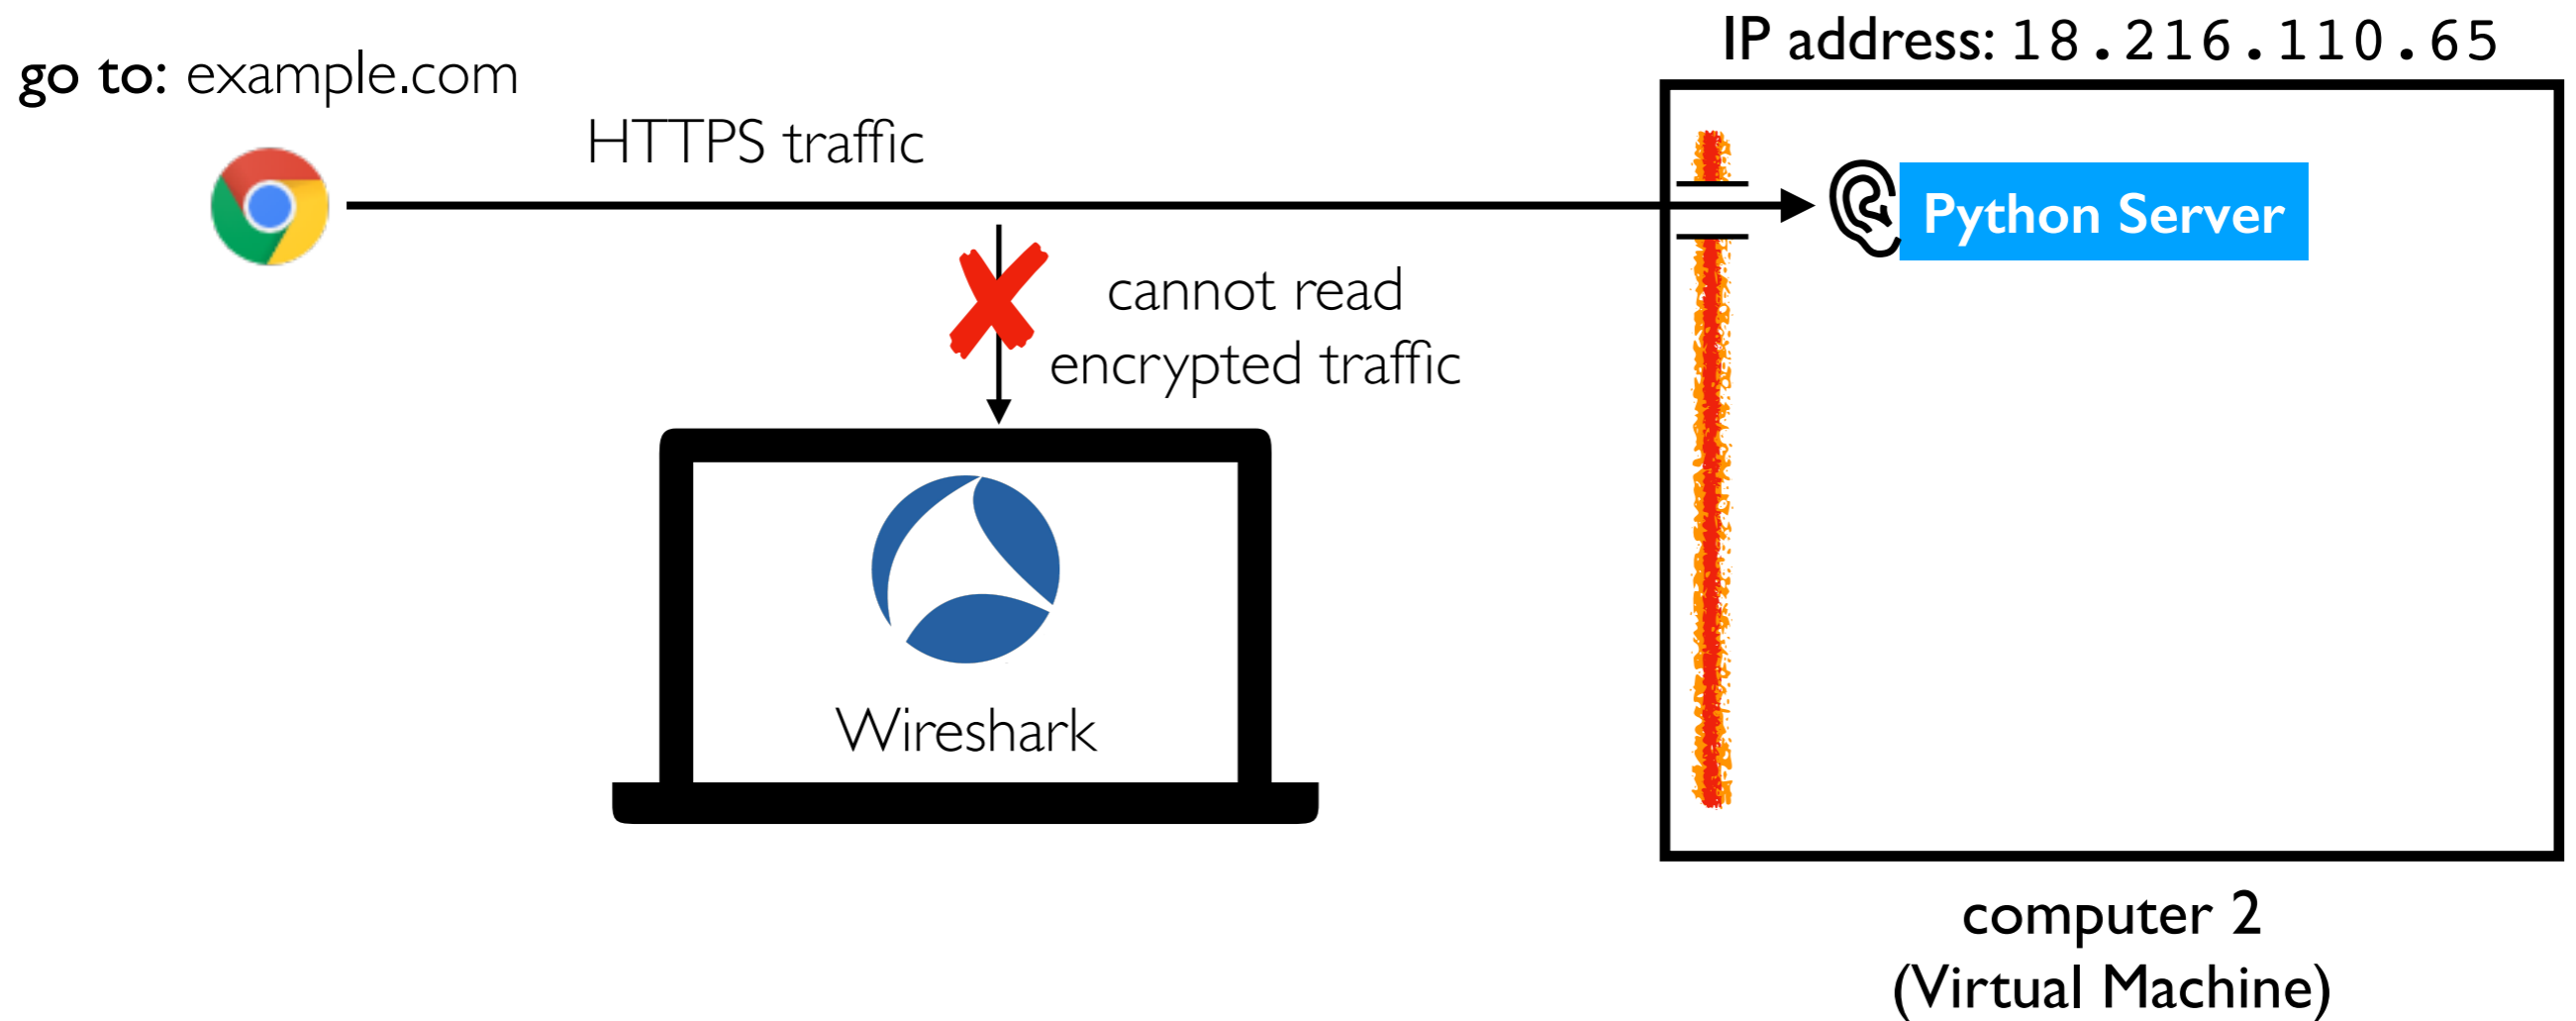 IP address: 18.216.110.65
go to: example.com
HTTPS traffic
Python Server
cannot read
encrypted traffic
Wireshark
computer 2
(Virtual Machine)